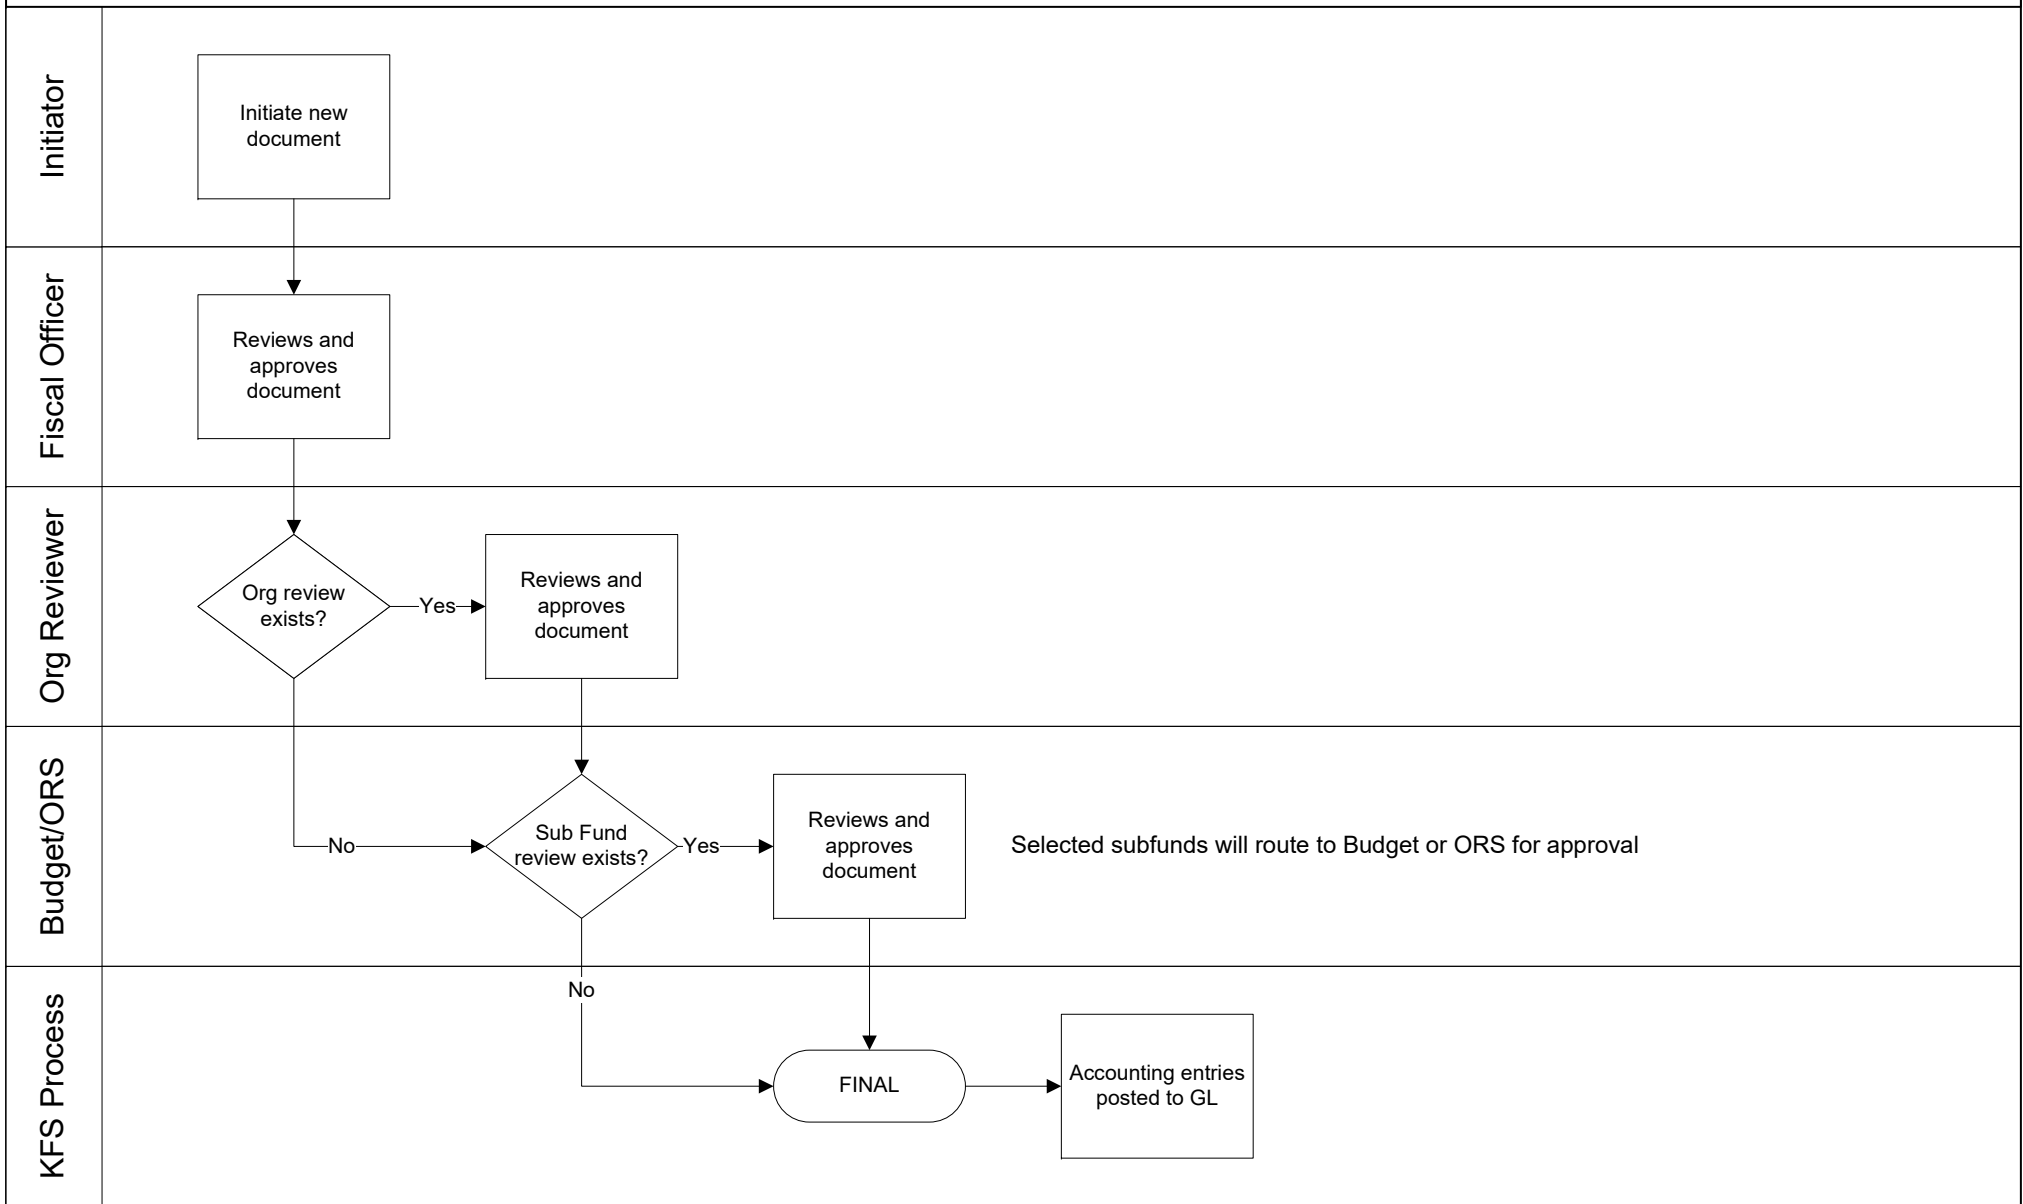 Initiator
Initiate new
document
Fiscal Officer
Reviews and
approves
document
Org Reviewer
Org review
exists?
Yes
Reviews and
approves
document
Budget/ORS
No
Sub Fund
review exists?
Yes
Reviews and
approves
document
Selected subfunds will route to Budget or ORS for approval
KFS Process
No
FINAL
Accounting entries
posted to GL